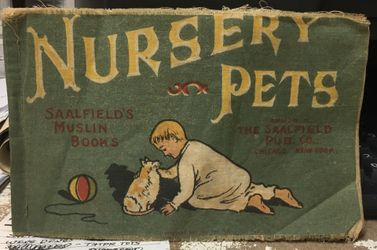 NURSERY
PETS
SAALFIELD'S
MUSLIN
BOOKS
THE SAALFIELD
PUB. CO.
CHICAGO NEW YORK